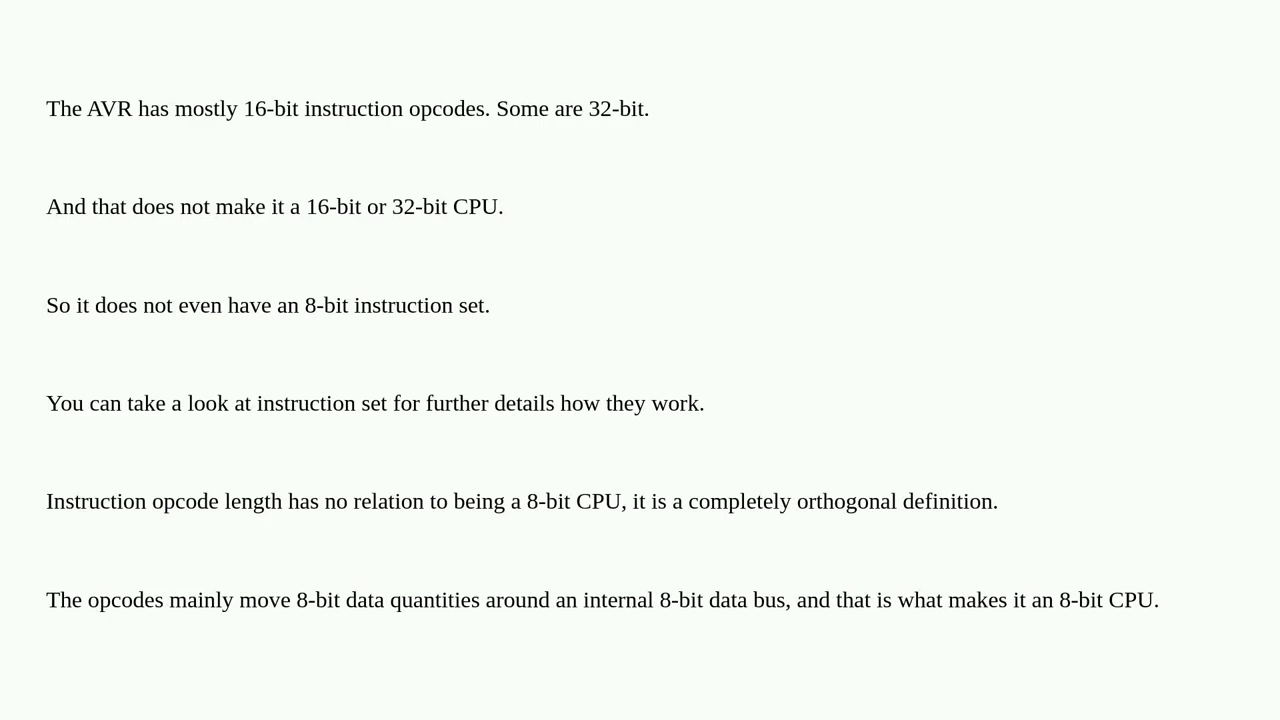 The AVR has mostly 16-bit instruction opcodes. Some are 32-bit.
And that does not make it a 16-bit or 32-bit CPU.
So it does not even have an 8-bit instruction set.
You can take a look at instruction set for further details how they work.
Instruction opcode length has no relation to being a 8-bit CPU, it is a completely orthogonal definition.
The opcodes mainly move 8-bit data quantities around an internal 8-bit data bus, and that is what makes it an 8-bit CPU.